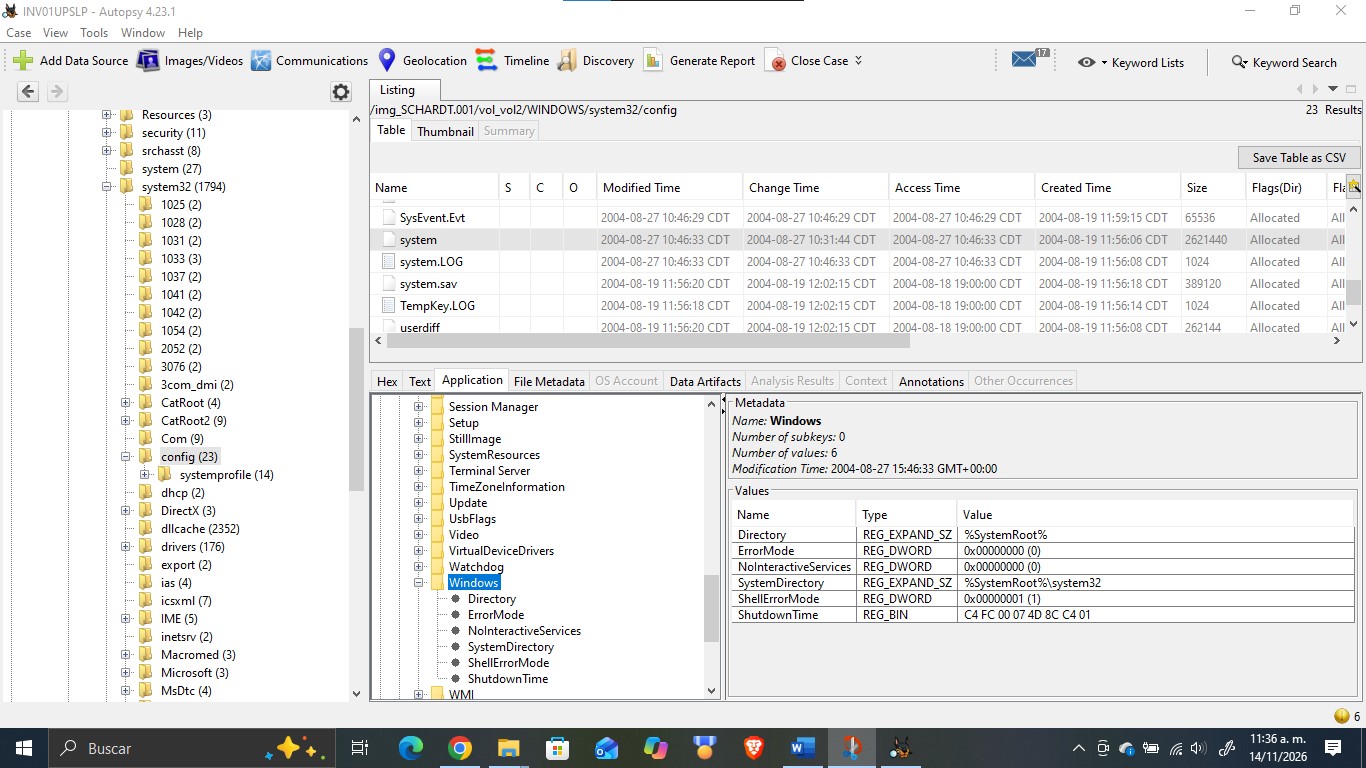 INV01UPSLP - Autopsy 4.23.1
Case View Tools Window Help
Add Data Source Images/Videos Communications Geolocation Timeline Discovery Generate Report Close Case 17 Keyword Lists Keyword Search
Listing
/img_SCHARDT.001/vol_vol2/WINDOWS/system32/config 23 Results
Table Thumbnail Summary
Save Table as CSV
Name S C O Modified Time Change Time Access Time Created Time Size Flags(Dir) Fla
SysEvent.Evt 2004-08-27 10:46:29 CDT 2004-08-27 10:46:29 CDT 2004-08-27 10:46:29 CDT 2004-08-19 11:59:15 CDT 65536 Allocated All
system 2004-08-27 10:46:33 CDT 2004-08-27 10:31:44 CDT 2004-08-27 10:46:33 CDT 2004-08-19 11:56:06 CDT 2621440 Allocated All
system.LOG 2004-08-27 10:46:33 CDT 2004-08-27 10:46:33 CDT 2004-08-27 10:46:33 CDT 2004-08-19 11:56:08 CDT 1024 Allocated All
system.sav 2004-08-19 11:56:20 CDT 2004-08-19 12:02:15 CDT 2004-08-18 19:00:00 CDT 2004-08-19 11:56:18 CDT 389120 Allocated All
TempKey.LOG 2004-08-19 11:56:18 CDT 2004-08-19 12:02:15 CDT 2004-08-18 19:00:00 CDT 2004-08-19 11:56:14 CDT 1024 Allocated All
userdiff 2004-08-19 11:56:20 CDT 2004-08-19 12:02:15 CDT 2004-08-18 19:00:00 CDT 2004-08-19 11:56:08 CDT 262144 Allocated All
Resources (3)
security (11)
srchasst (8)
system (27)
system32 (1794)
1025 (2)
1028 (2)
1031 (2)
1033 (3)
1037 (2)
1041 (2)
1042 (2)
1054 (2)
2052 (2)
3076 (2)
3com_dmi (2)
CatRoot (4)
CatRoot2 (9)
Com (9)
config (23)
systemprofile (14)
dhcp (2)
DirectX (3)
dllcache (2352)
drivers (176)
export (2)
ias (4)
icsxml (7)
IME (5)
inetsrv (2)
Macromed (3)
Microsoft (3)
MsDtc (4)
Hex Text Application File Metadata OS Account Data Artifacts Analysis Results Context Annotations Other Occurrences
Session Manager
Setup
StillImage
SystemResources
Terminal Server
TimeZoneInformation
Update
UsbFlags
Video
VirtualDeviceDrivers
Watchdog
Windows
Directory
ErrorMode
NoInteractiveServices
SystemDirectory
ShellErrorMode
ShutdownTime
WMI
Metadata
Name: Windows
Number of subkeys: 0
Number of values: 6
Modification Time: 2004-08-27 15:46:33 GMT+00:00
Values
Name Type Value
Directory REG_EXPAND_SZ %SystemRoot%
ErrorMode REG_DWORD 0x00000000 (0)
NoInteractiveServices REG_DWORD 0x00000000 (0)
SystemDirectory REG_EXPAND_SZ %SystemRoot%\system32
ShellErrorMode REG_DWORD 0x00000001 (1)
ShutdownTime REG_BIN C4 FC 00 07 4D 8C C4 01
6
Buscar
11:36 a. m.
14/11/2026